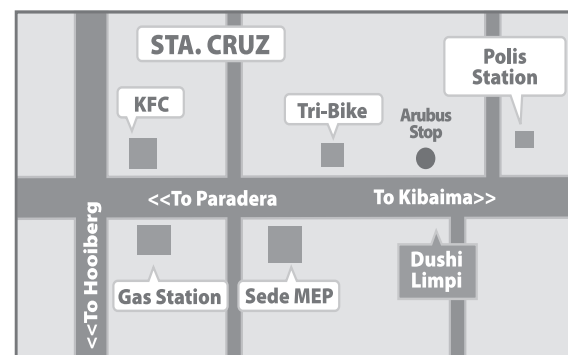 STA. CRUZ
Polis
Station
KFC
Tri-Bike
Arubus
Stop
<<To Paradera
To Kibaima>>
<<To Hooiberg
Gas Station
Sede MEP
Dushi
Limpi